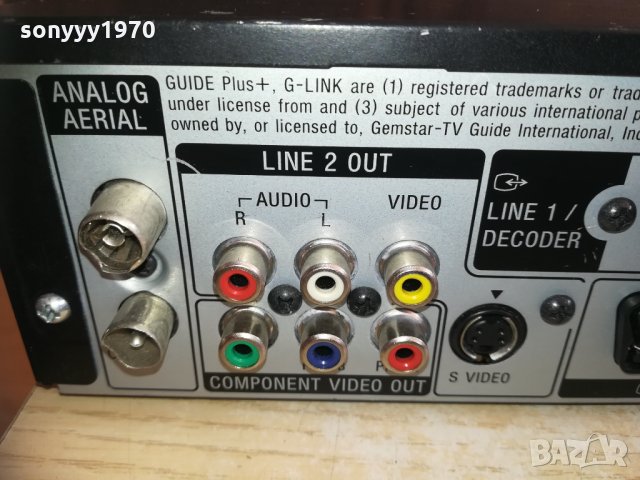 sonyyy1970
GUIDE Plus+, G-LINK are (1) registered trademarks or
under license from and (3) subject of various international
owned by, or licensed to, Gemstar-TV Guide International,
ANALOG
AERIAL
LINE 2 OUT
AUDIO
R
L
VIDEO
LINE 1 /
DECODER
COMPONENT VIDEO OUT
S VIDEO
BAZAR
bg